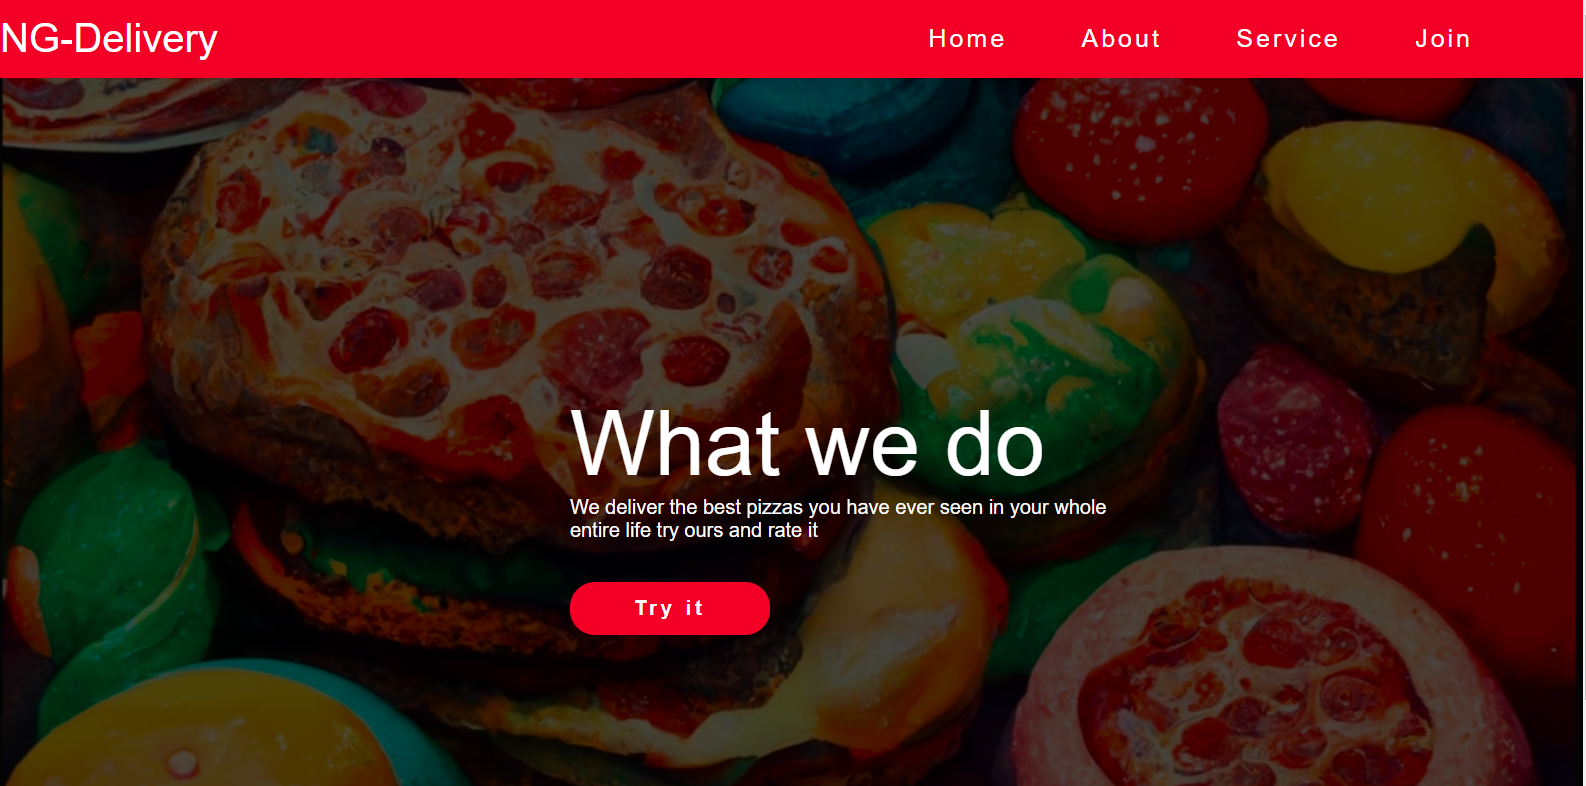 NG-Delivery
Home About Service Join
What we do
We deliver the best pizzas you have ever seen in your whole
entire life try ours and rate it
Try it